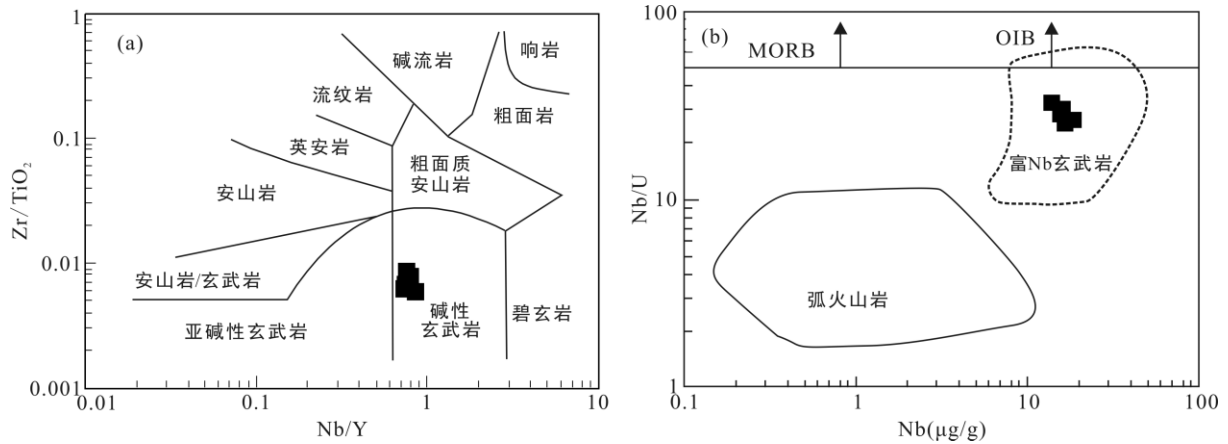 (a)
1
0.1
0.01
0.001
Zr/TiO₂
碱流岩
响岩
流纹岩
粗面岩
英安岩
粗面质
安山岩
安山岩
安山岩/玄武岩
亚碱性玄武岩
碱性
玄武岩
碧玄岩
0.01
0.1
1
10
Nb/Y
(b)
100
10
1
Nb/U
MORB
OIB
富Nb玄武岩
弧火山岩
0.1
1
10
100
Nb(μg/g)